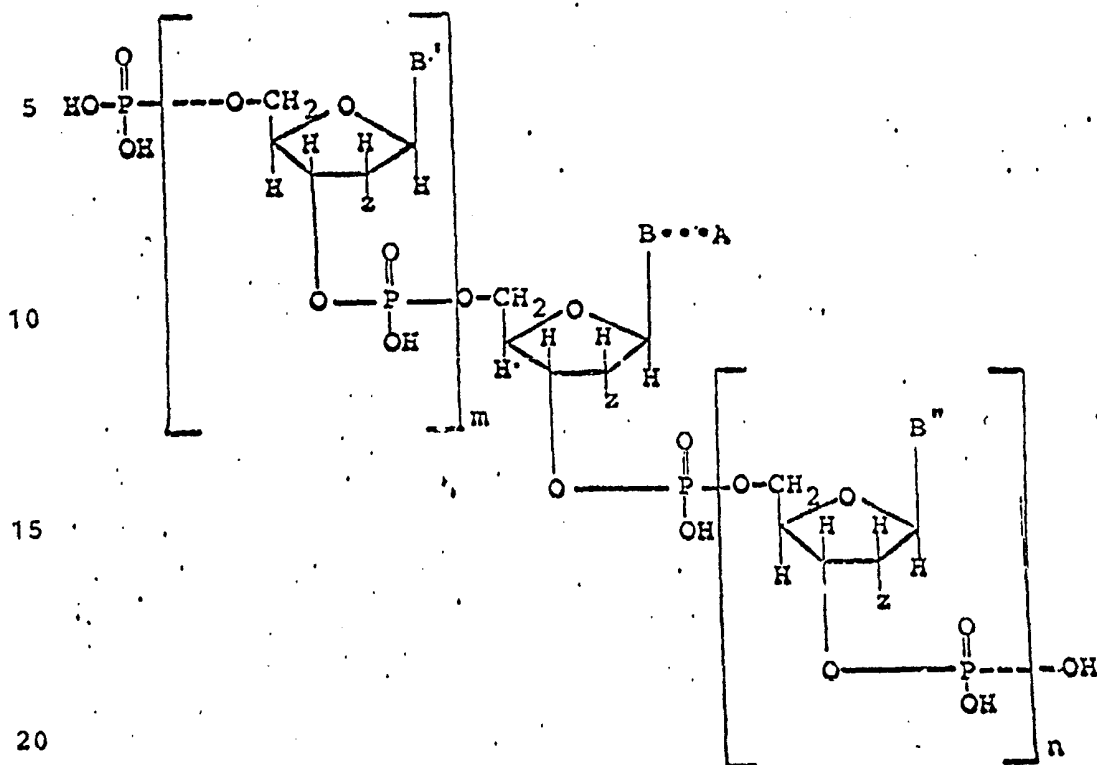 O B'
5 HO-P-O-CH2 O
OH H H
H H
z
B•••A
O
O P O-CH2 O
10 OH H H
H H
z
m
B"
O
O P O-CH2 O
15 OH H H
H H
z
O
O P OH
OH
20 n